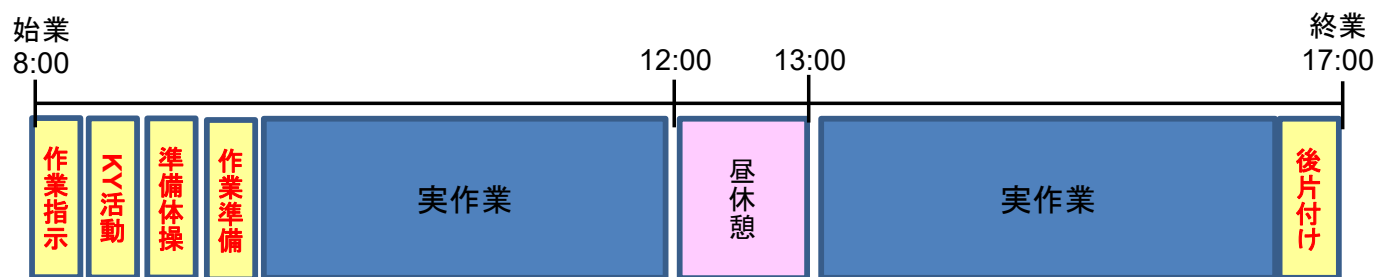 始業
8:00
12:00
13:00
終業
17:00
作業指示
KY活動
準備体操
作業準備
実作業
昼休憩
実作業
後片付け